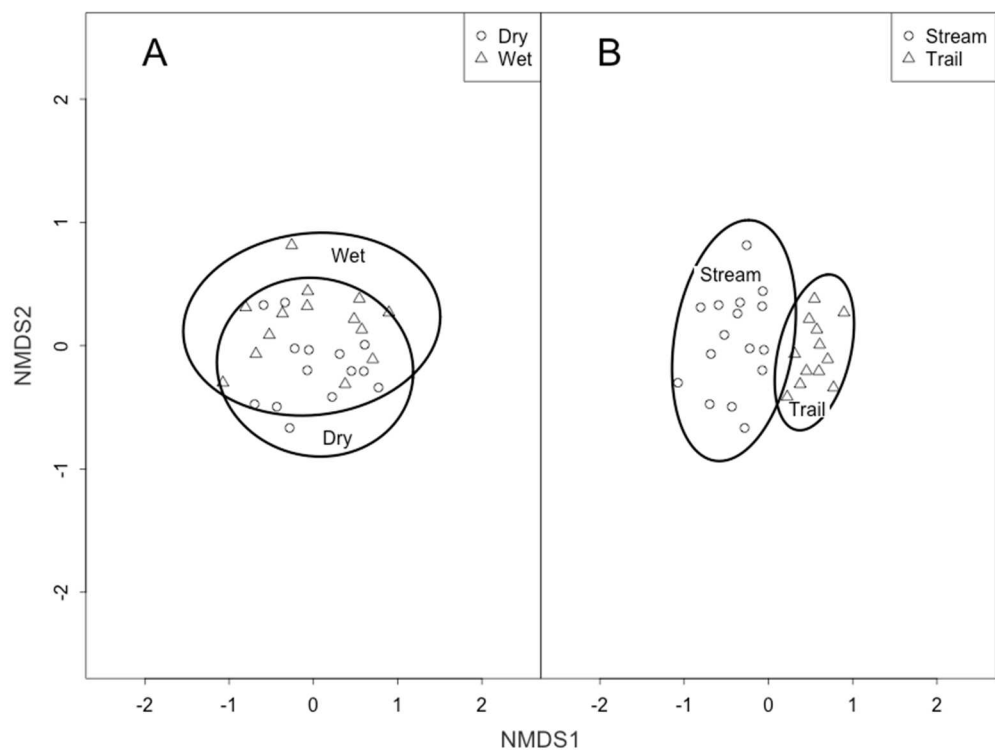 A
Dry
Wet
B
Stream
Trail
2
1
0
-1
-2
NMDS2
Wet
Dry
Stream
Trail
-2 -1 0 1 2
-2 -1 0 1 2
NMDS1